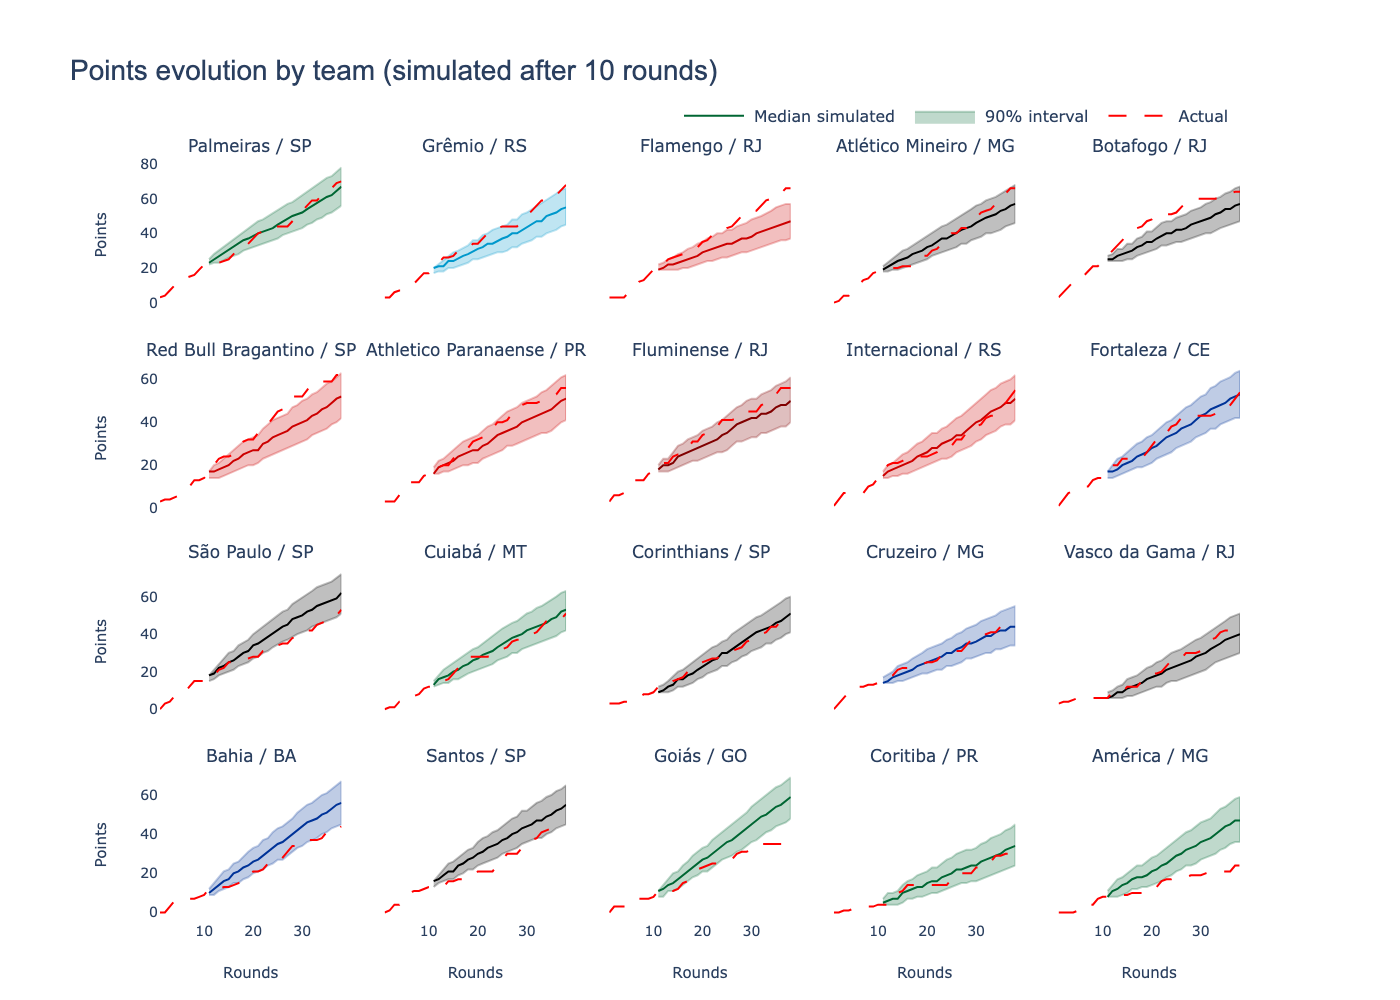 Points evolution by team (simulated after 10 rounds)
Median simulated 90% interval Actual
Palmeiras / SP Grêmio / RS Flamengo / RJ Atlético Mineiro / MG Botafogo / RJ
80
60
40
20
0
Points
Red Bull Bragantino / SP Athletico Paranaense / PR Fluminense / RJ Internacional / RS Fortaleza / CE
60
40
20
0
Points
São Paulo / SP Cuiabá / MT Corinthians / SP Cruzeiro / MG Vasco da Gama / RJ
60
40
20
0
Points
Bahia / BA Santos / SP Goiás / GO Coritiba / PR América / MG
60
40
20
0
Points
10 20 30 10 20 30 10 20 30 10 20 30 10 20 30
Rounds Rounds Rounds Rounds Rounds